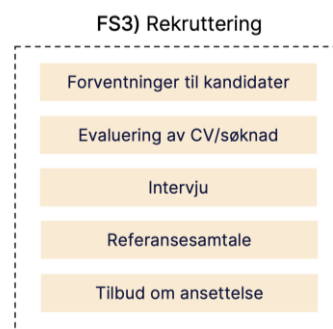 FS3) Rekruttering
Forventninger til kandidater
Evaluering av CV/søknad
Intervju
Referansesamtale
Tilbud om ansettelse